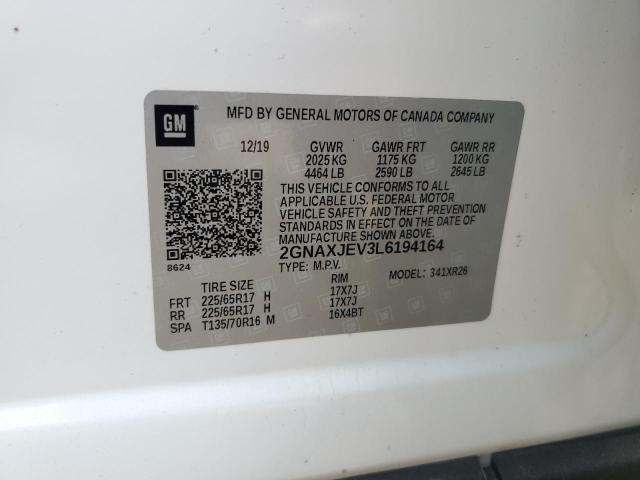 GM
MFD BY GENERAL MOTORS OF CANADA COMPANY
12/19 GVWR GAWR FRT GAWR RR
2025 KG 1175 KG 1200 KG
4464 LB 2590 LB 2645 LB
THIS VEHICLE CONFORMS TO ALL
APPLICABLE U.S. FEDERAL MOTOR
VEHICLE SAFETY AND THEFT PREVENTION
STANDARDS IN EFFECT ON THE DATE OF
MANUFACTURE SHOWN ABOVE.
8624 2GNAXJEV3L6194164
TYPE: M.P.V. MODEL: 341XR26
TIRE SIZE RIM
FRT 225/65R17 H 17X7J
RR 225/65R17 H 17X7J
SPA T135/70R16 M 16X4BT